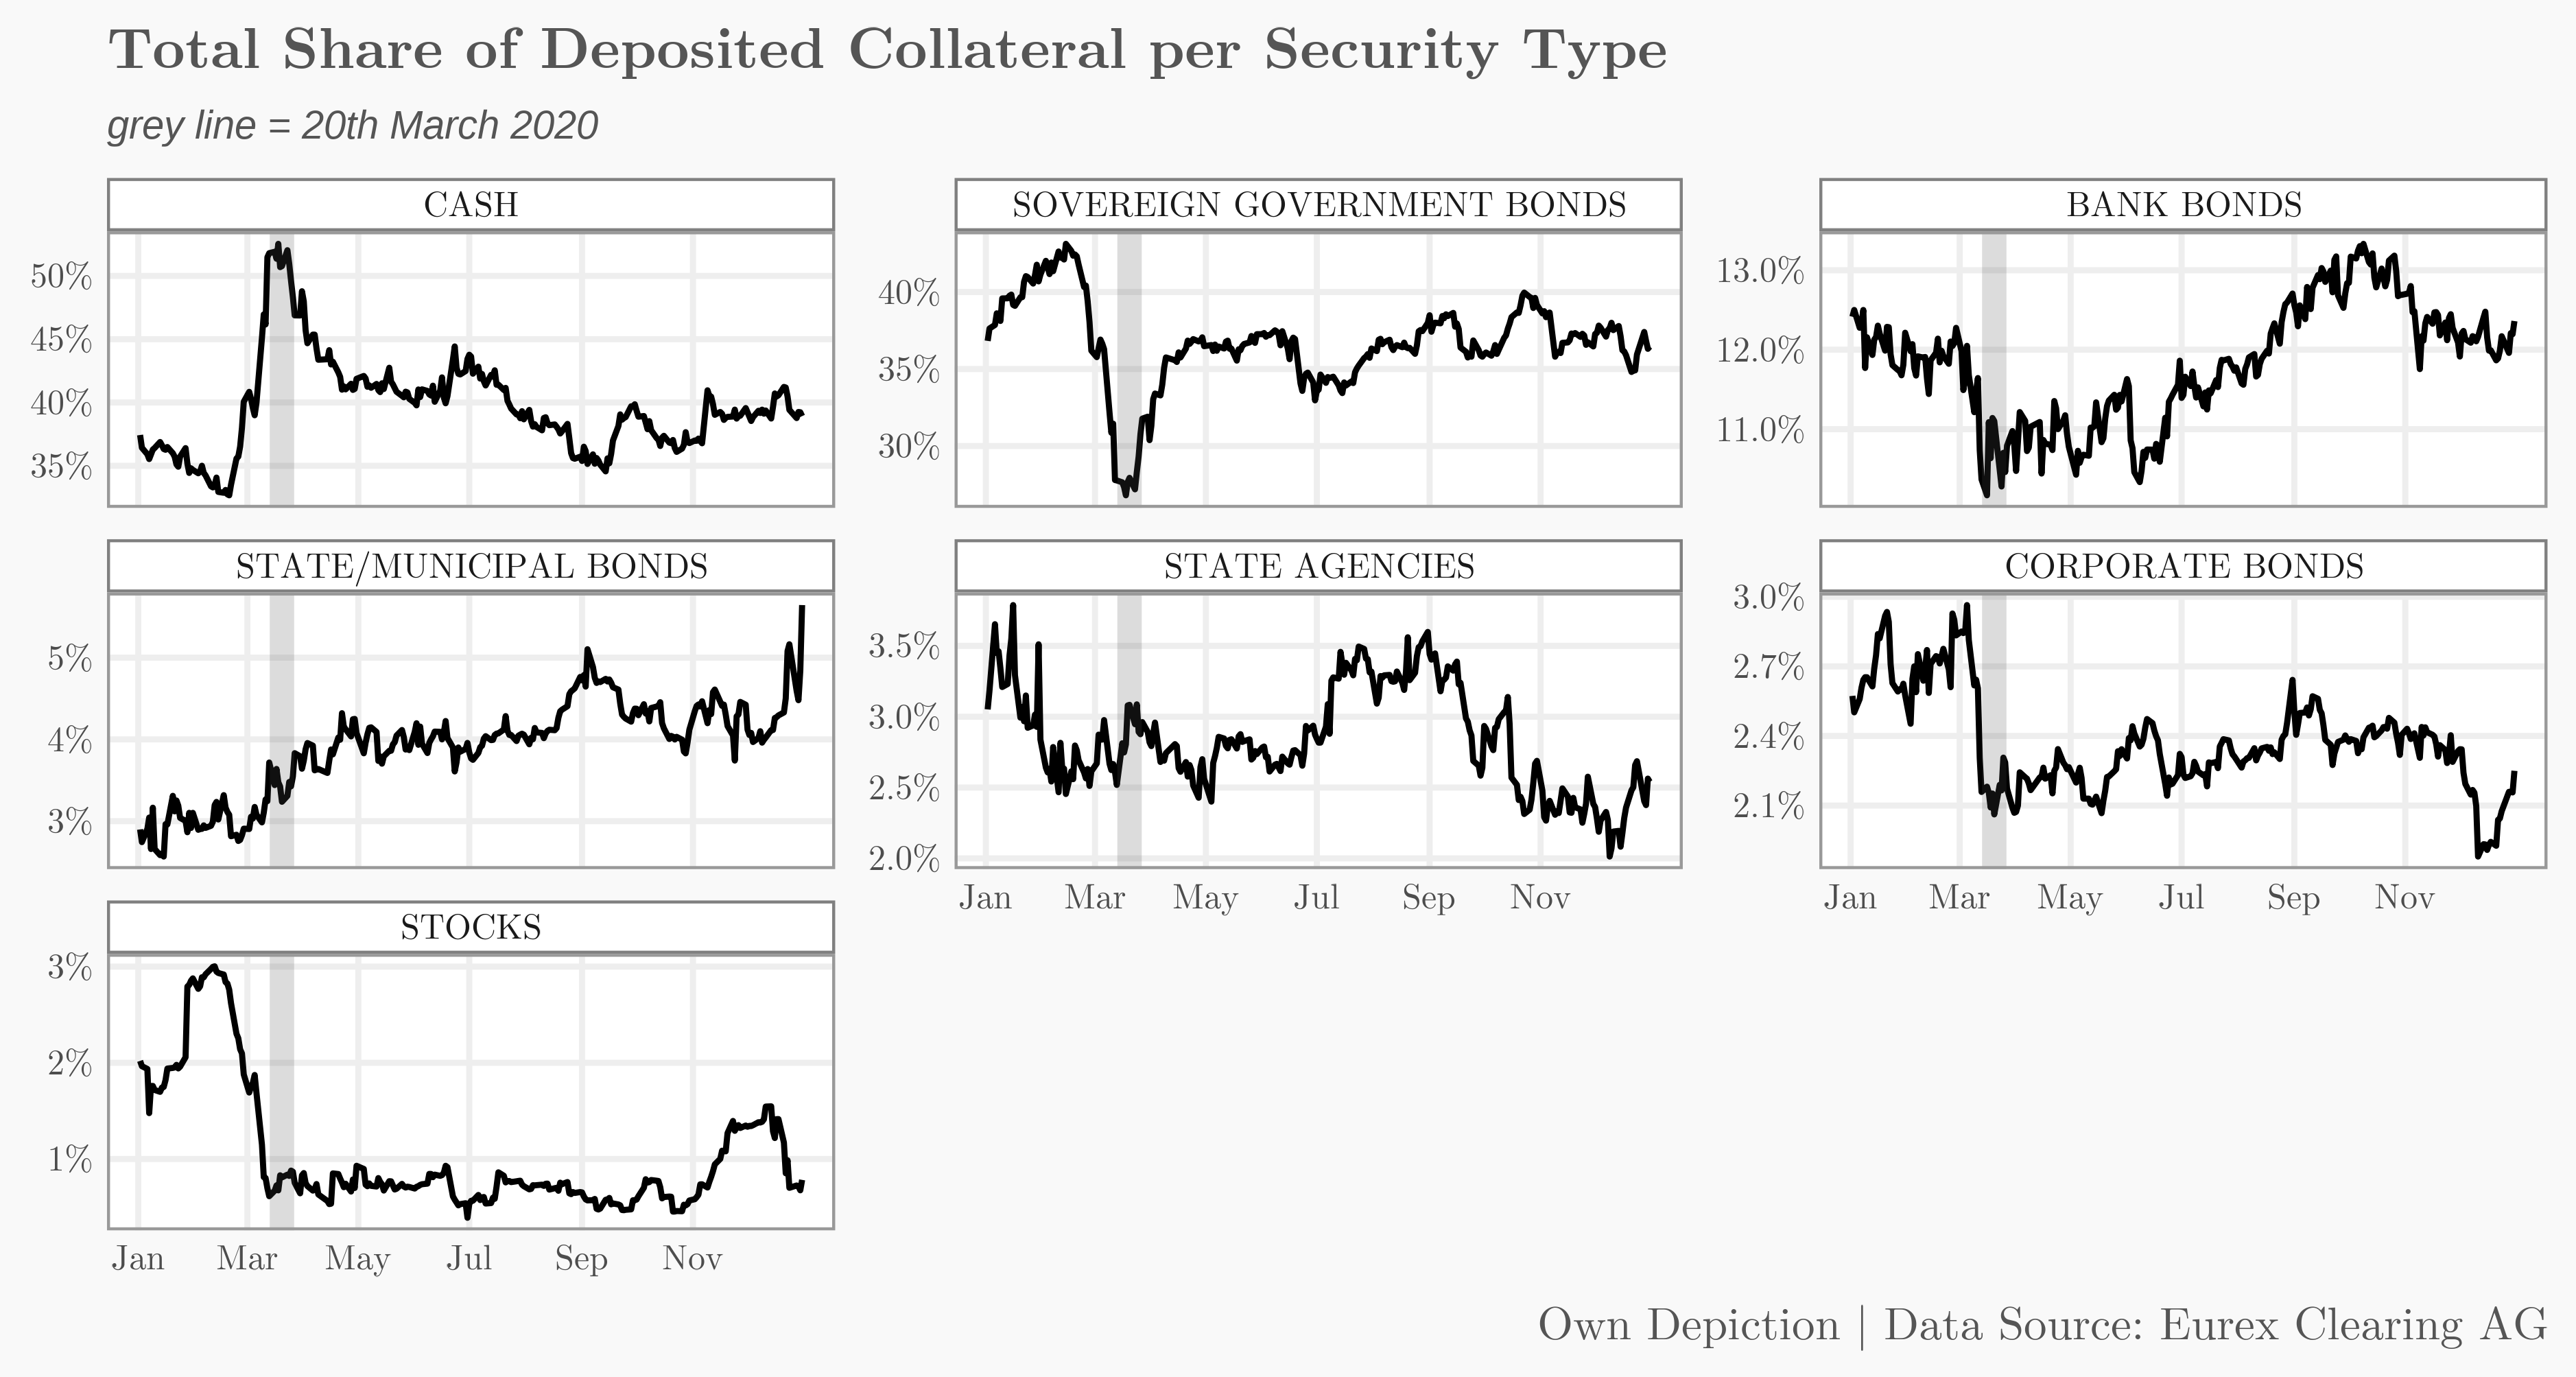 Total Share of Deposited Collateral per Security Type
grey line = 20th March 2020
CASH
50%
45%
40%
35%
SOVEREIGN GOVERNMENT BONDS
40%
35%
30%
BANK BONDS
13.0%
12.0%
11.0%
STATE/MUNICIPAL BONDS
5%
4%
3%
STATE AGENCIES
3.5%
3.0%
2.5%
2.0%
Jan Mar May Jul Sep Nov
CORPORATE BONDS
3.0%
2.7%
2.4%
2.1%
Jan Mar May Jul Sep Nov
STOCKS
3%
2%
1%
Jan Mar May Jul Sep Nov
Own Depiction | Data Source: Eurex Clearing AG